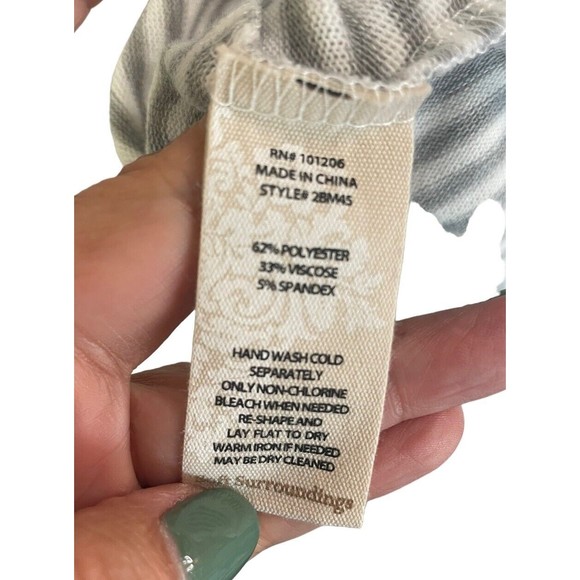 RN# 101206
MADE IN CHINA
STYLE# 2BM45
62% POLYESTER
33% VISCOSE
5% SPANDEX
HAND WASH COLD
SEPARATELY
ONLY NON-CHLORINE
BLEACH WHEN NEEDED
RE-SHAPE AND
LAY FLAT TO DRY
WARM IRON IF NEEDED
MAY BE DRY CLEANED
Surroundings